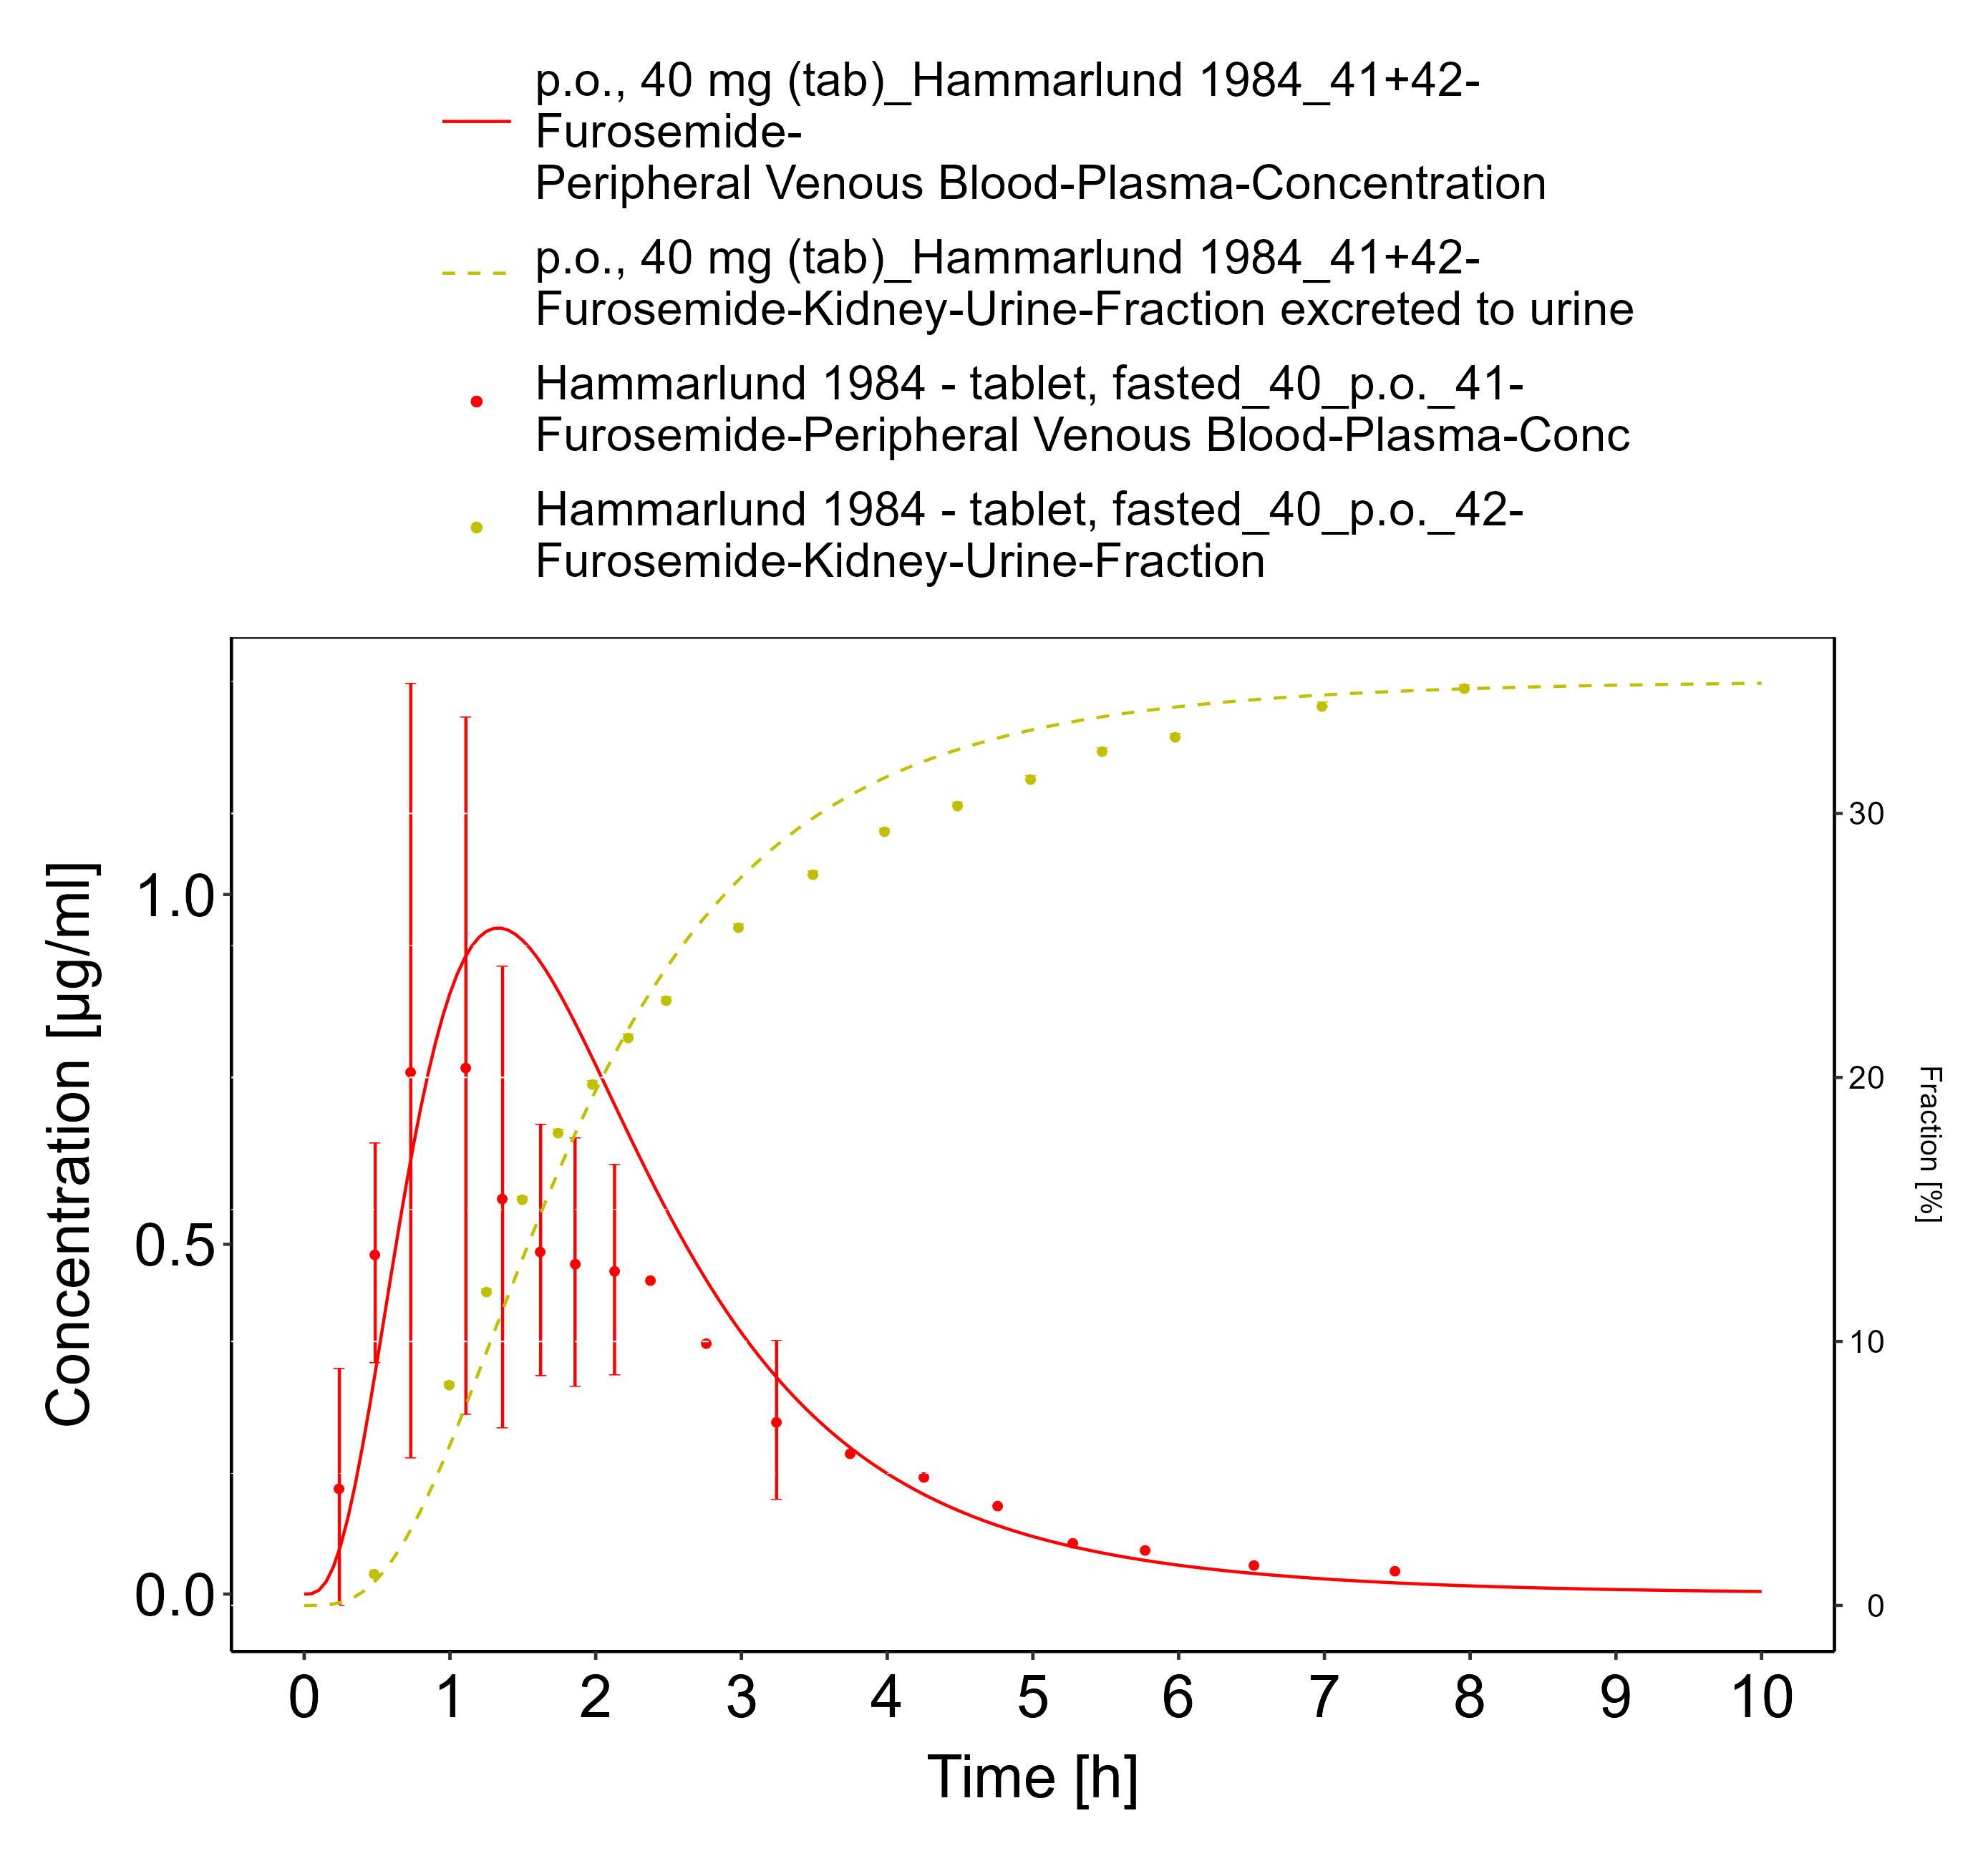 p.o., 40 mg (tab)_Hammarlund 1984_41+42-
Furosemide-
Peripheral Venous Blood-Plasma-Concentration
p.o., 40 mg (tab)_Hammarlund 1984_41+42-
Furosemide-Kidney-Urine-Fraction excreted to urine
Hammarlund 1984 - tablet, fasted_40_p.o._41-
Furosemide-Peripheral Venous Blood-Plasma-Conc
Hammarlund 1984 - tablet, fasted_40_p.o._42-
Furosemide-Kidney-Urine-Fraction
Concentration [µg/ml]
1.0
0.5
0.0
30
20
10
0
Fraction [%]
0 1 2 3 4 5 6 7 8 9 10
Time [h]